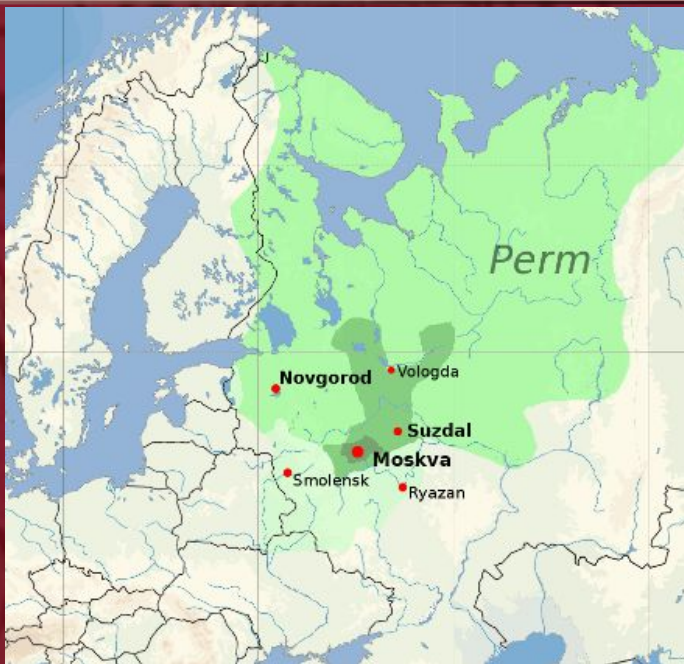 Perm
Vologda
Novgorod
Suzdal
Moskva
Smolensk
Ryazan